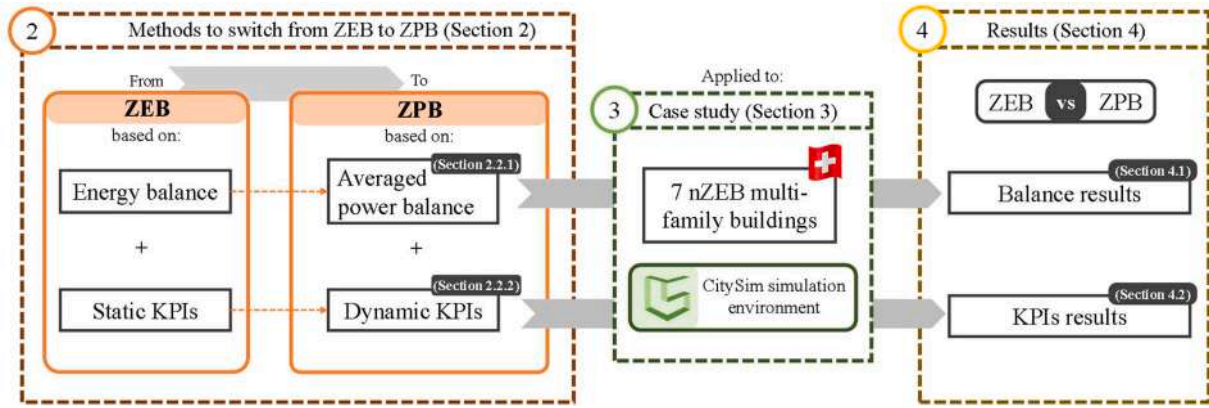 2
Methods to switch from ZEB to ZPB (Section 2)
From
To
ZEB
based on:
Energy balance
+
Static KPIs
ZPB
based on:
(Section 2.2.1)
Averaged
power balance
+
(Section 2.2.2)
Dynamic KPIs
Applied to:
3
Case study (Section 3)
7 nZEB multi-
family buildings
CitySim simulation
environment
4
Results (Section 4)
ZEB vs ZPB
(Section 4.1)
Balance results
(Section 4.2)
KPIs results